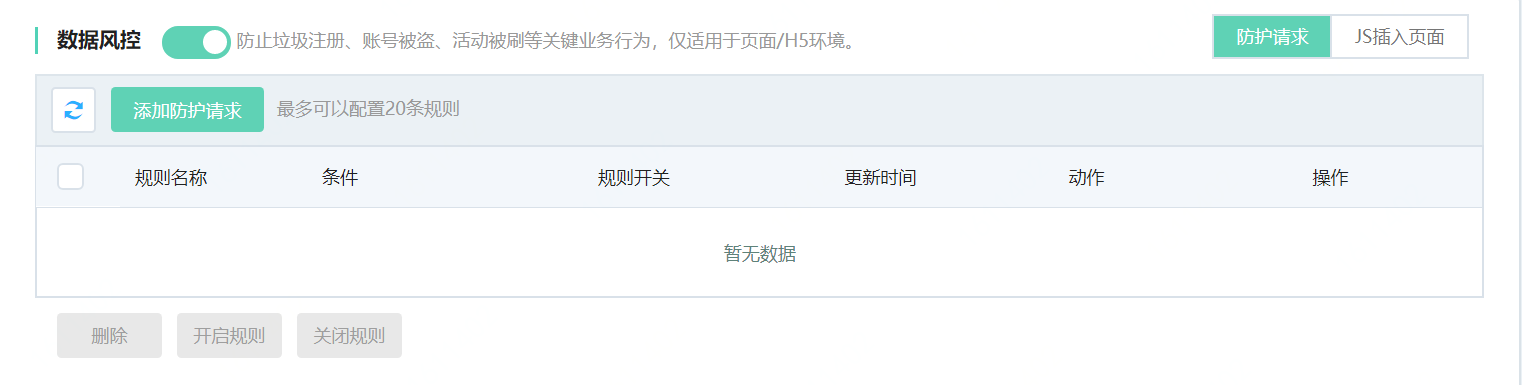 数据风控 防止垃圾注册、账号被盗、活动被刷等关键业务行为，仅适用于页面/H5环境。 防护请求 JS插入页面
添加防护请求 最多可以配置20条规则
规则名称 条件 规则开关 更新时间 动作 操作
暂无数据
删除 开启规则 关闭规则